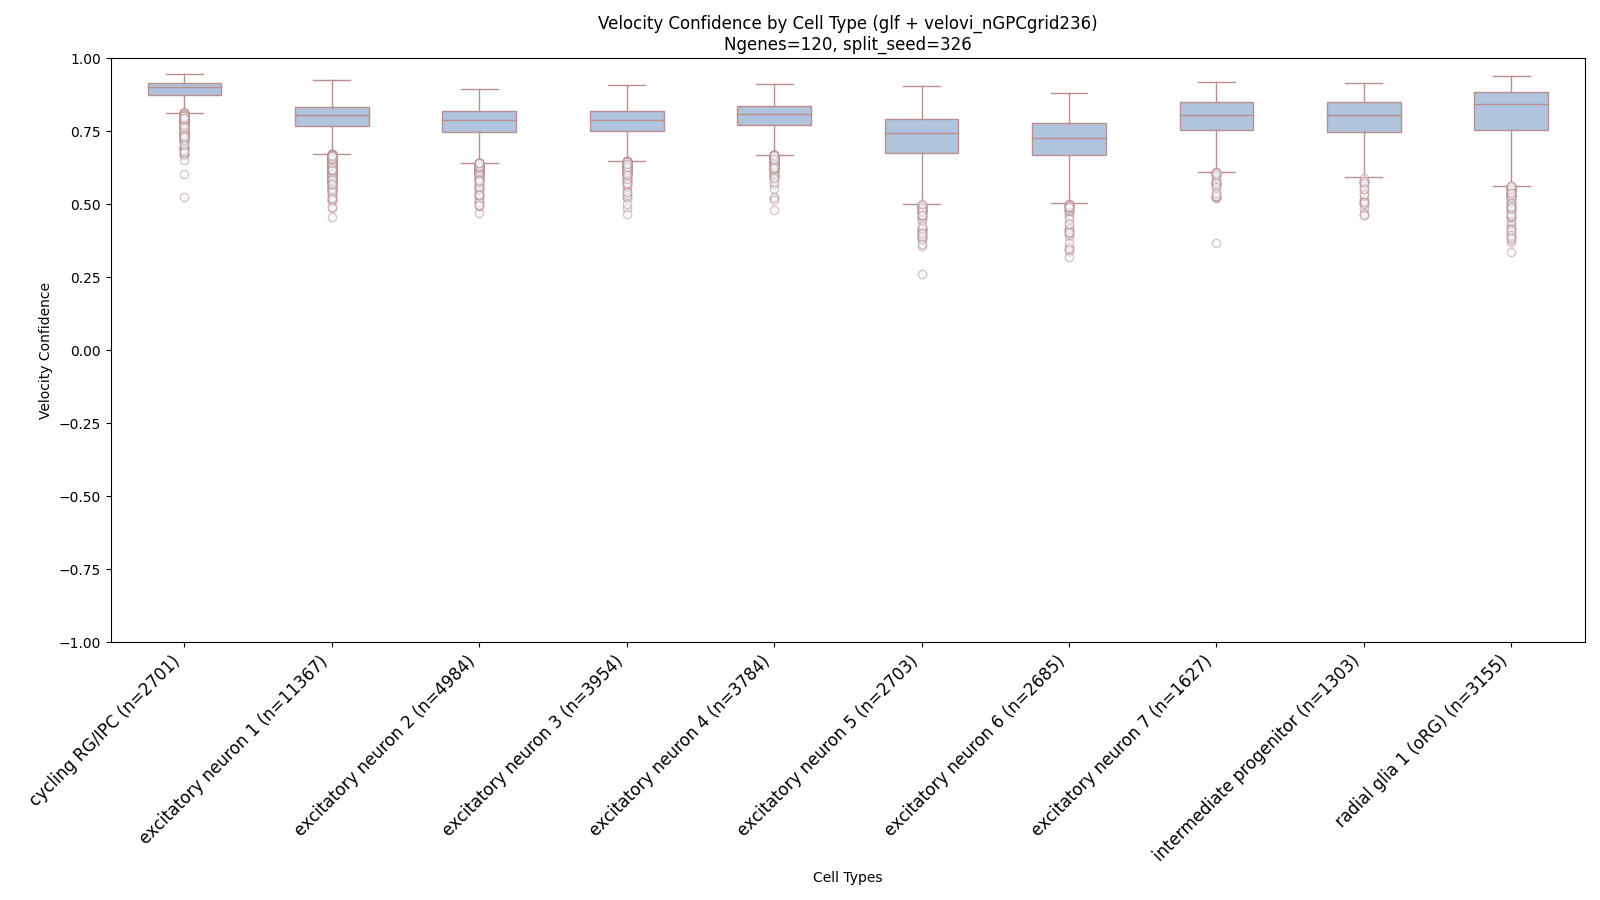 Velocity Confidence by Cell Type (glf + velovi_nGPCgrid236)
Ngenes=120, split_seed=326
Velocity Confidence
1.00
0.75
0.50
0.25
0.00
−0.25
−0.50
−0.75
−1.00
cycling RG/IPC (n=2701)
excitatory neuron 1 (n=11367)
excitatory neuron 2 (n=4984)
excitatory neuron 3 (n=3954)
excitatory neuron 4 (n=3784)
excitatory neuron 5 (n=2703)
excitatory neuron 6 (n=2685)
excitatory neuron 7 (n=1627)
intermediate progenitor (n=1303)
radial glia 1 (oRG) (n=3155)
Cell Types